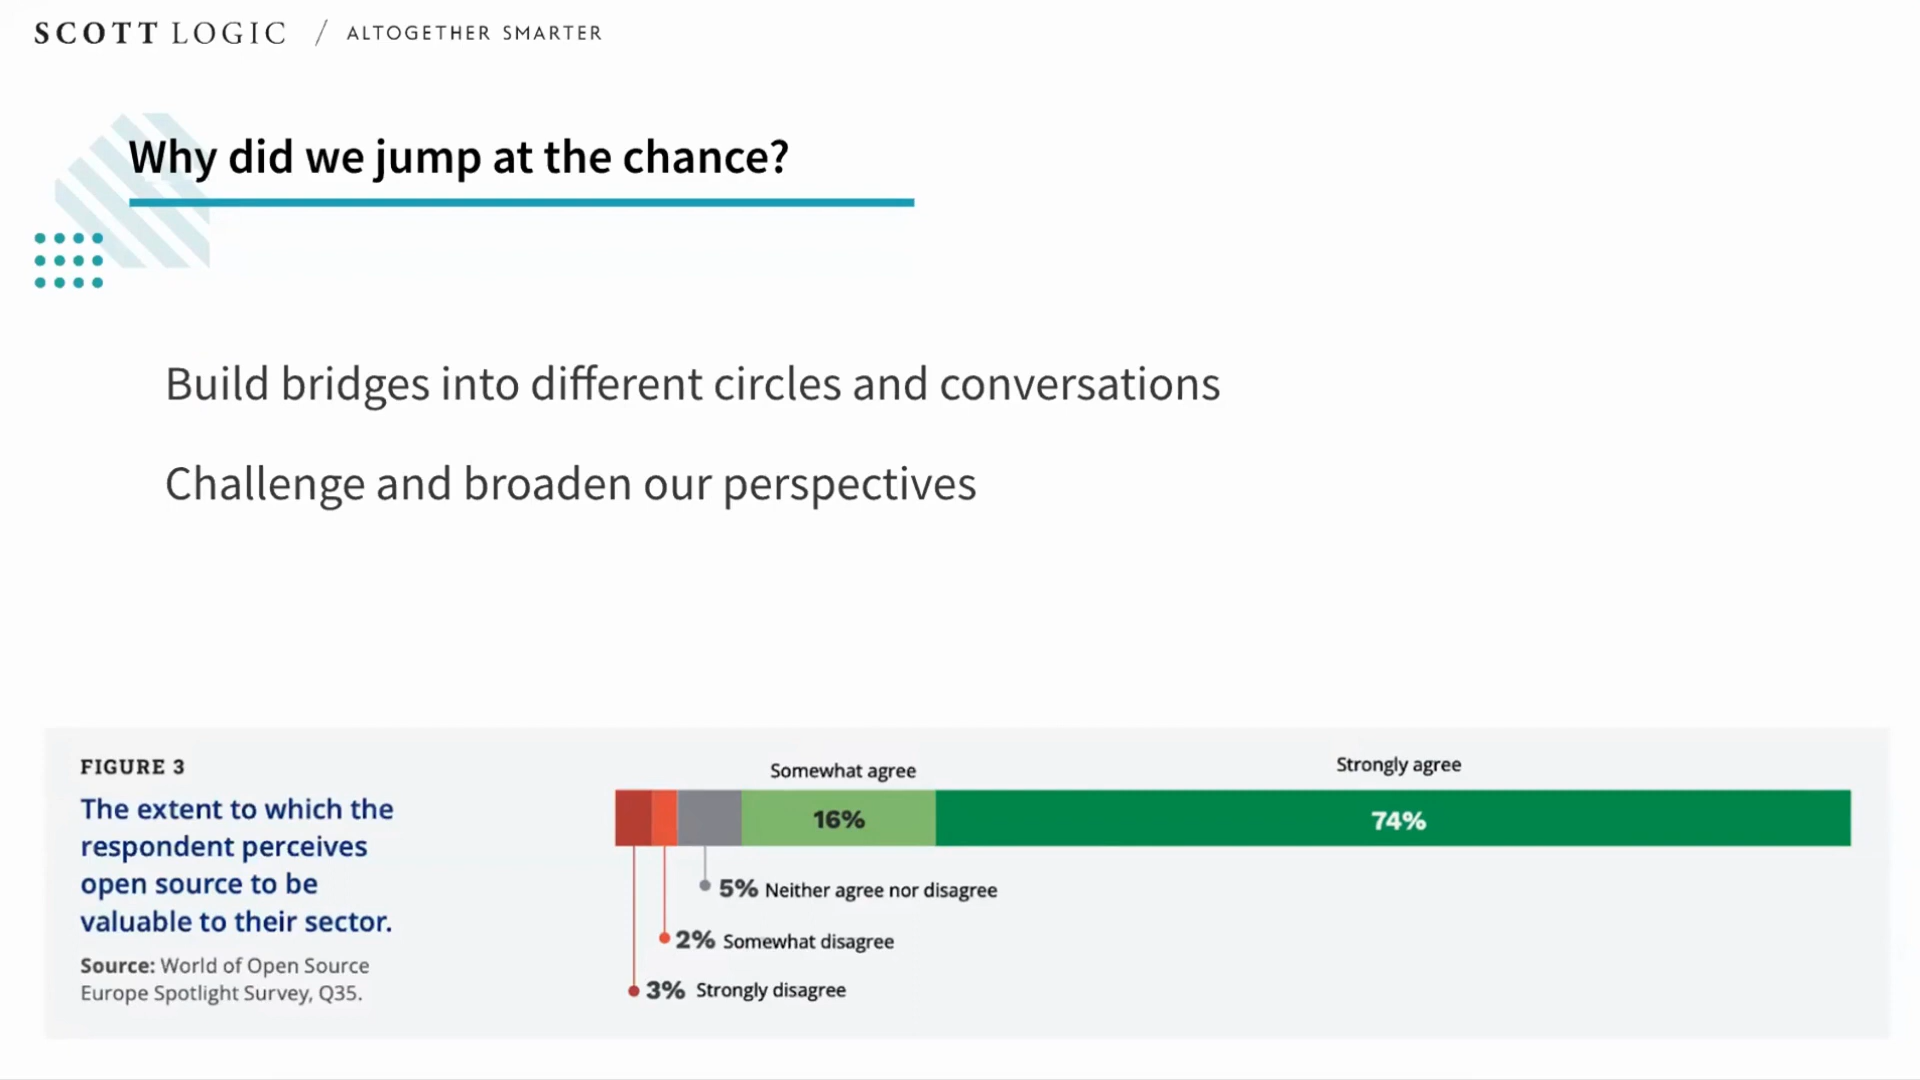 SCOTT LOGIC / ALTOGETHER SMARTER
Why did we jump at the chance?
Build bridges into different circles and conversations
Challenge and broaden our perspectives
FIGURE 3
The extent to which the
respondent perceives
open source to be
valuable to their sector.
Source: World of Open Source
Europe Spotlight Survey, Q35.
Somewhat agree
Strongly agree
16%
74%
5% Neither agree nor disagree
2% Somewhat disagree
3% Strongly disagree